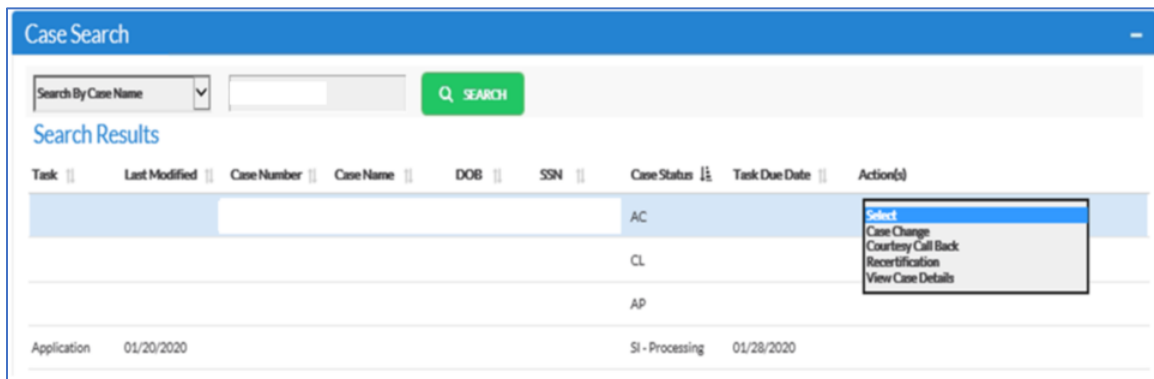 Case Search
Search By Case Name
SEARCH
Search Results
Task Last Modified Case Number Case Name DOB SSN Case Status Task Due Date Action(s)
AC
Select
Case Change
Courtesy Call Back
Recertification
View Case Details
CL
AP
Application 01/20/2020 SI - Processing 01/28/2020